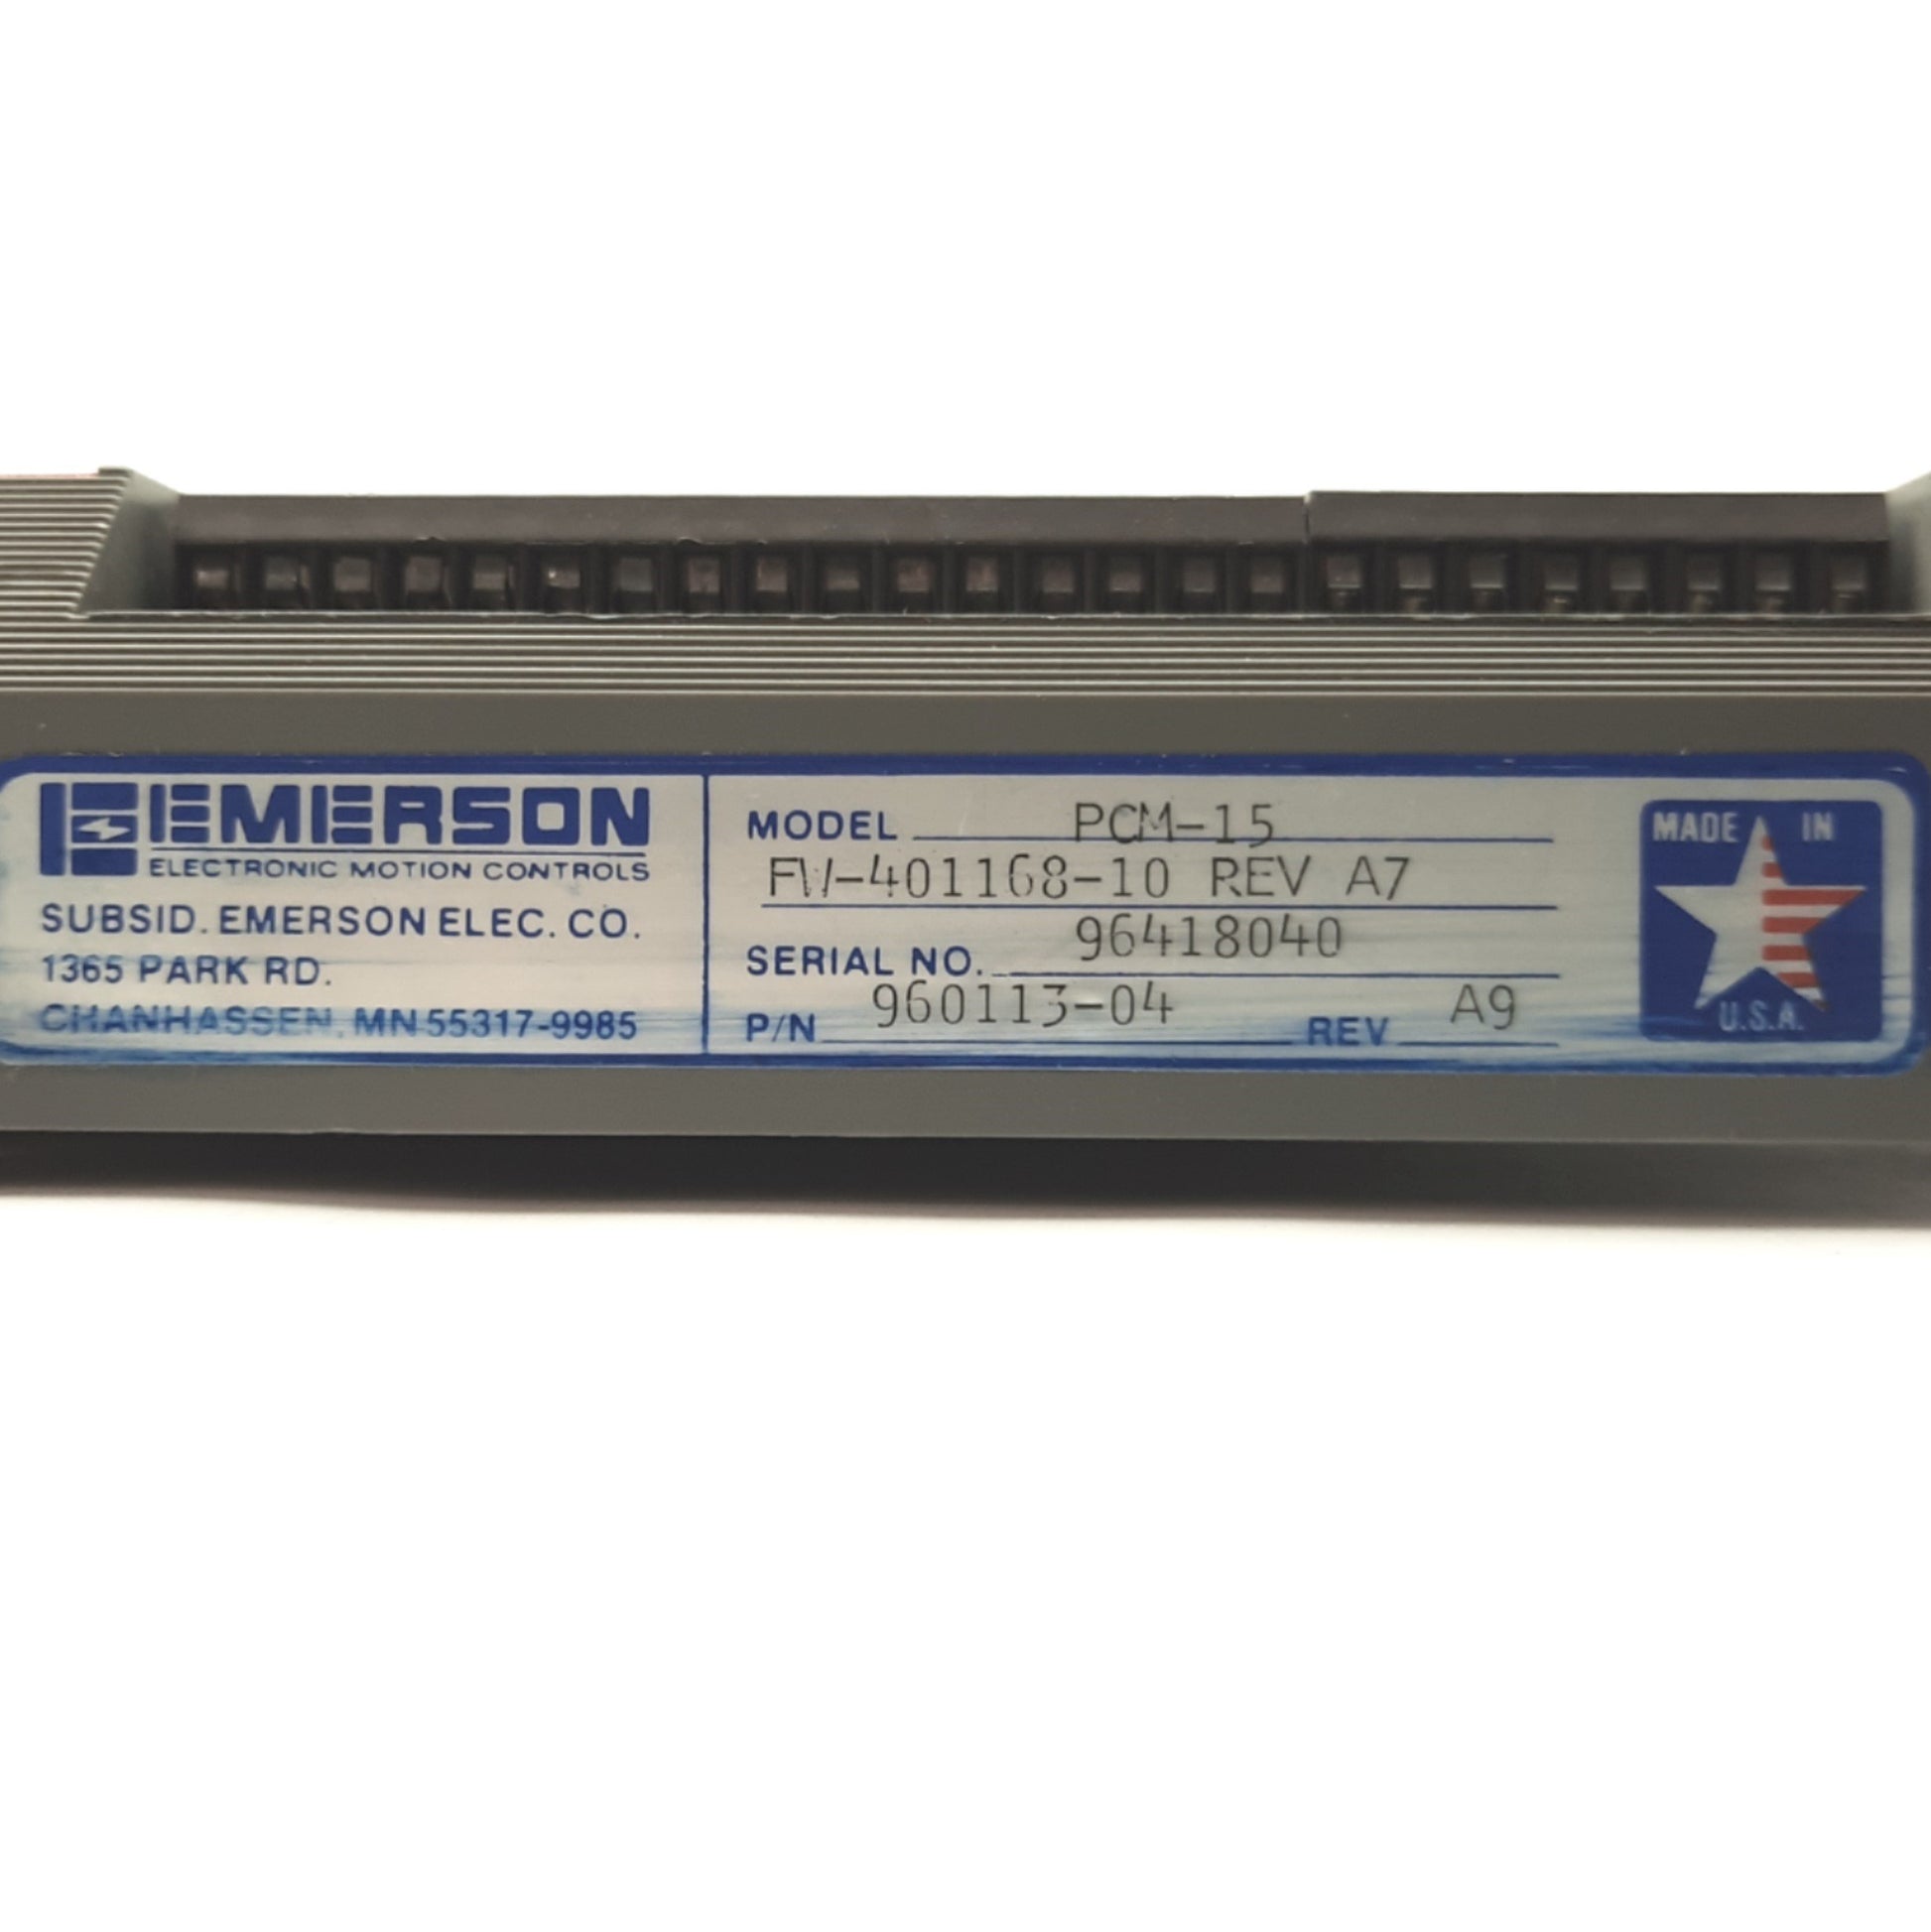 EMERSON
ELECTRONIC MOTION CONTROLS
SUBSID. EMERSON ELEC. CO.
1365 PARK RD.
CHANHASSEN, MN 55317-9985
MODEL PCM-15
FW-401168-10 REV A7
SERIAL NO. 96418040
P/N 960113-04 REV A9
MADE IN
U.S.A.